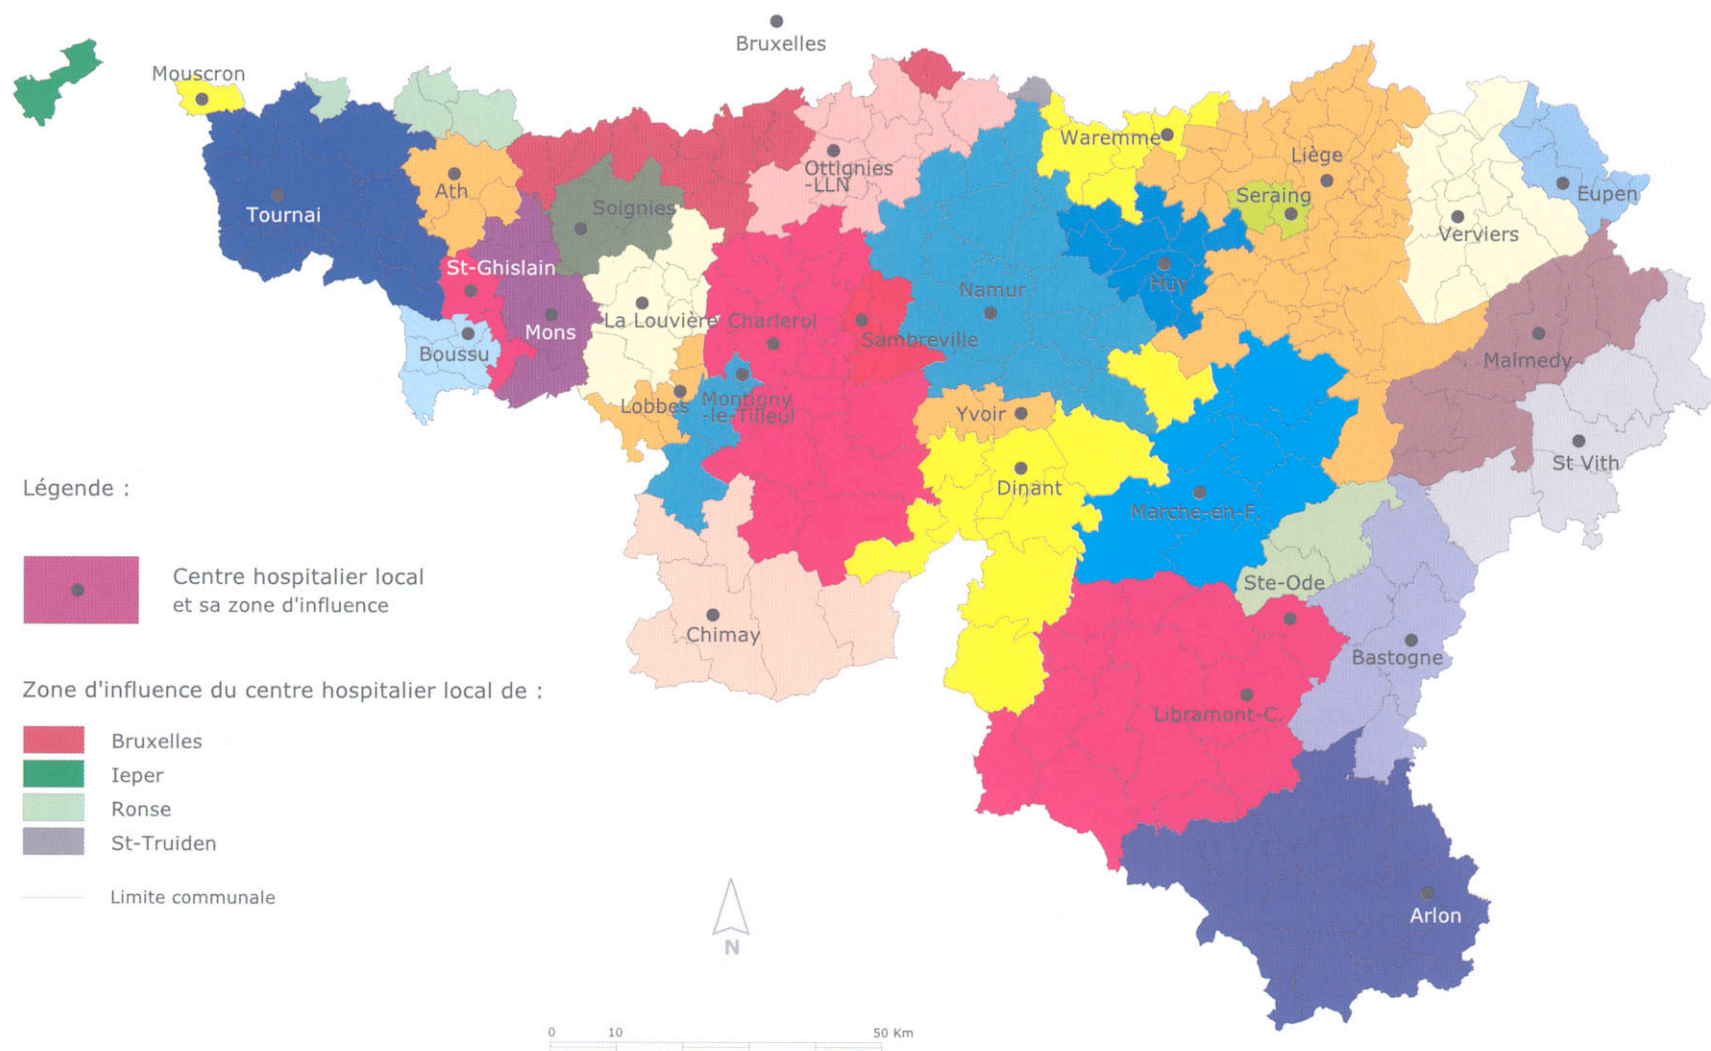 Bruxelles
Mouscron
Waremme
Liège
Ottignies
-LLN
Ath
Seraing
Eupen
Tournai
Soignies
Verviers
St-Ghislain
Huy
Namur
La Louvière
Charleroi
Mons
Sambreville
Boussu
Malmedy
Lobbes
Montigny
-le-Tilleul
Yvoir
St Vith
Dinant
Marche-en-F.
Légende :
Centre hospitalier local
et sa zone d'influence
Ste-Ode
Chimay
Bastogne
Libramont-C.
Zone d'influence du centre hospitalier local de :
Bruxelles
Ieper
Ronse
St-Truiden
Limite communale
Arlon
N
0 10 50 Km